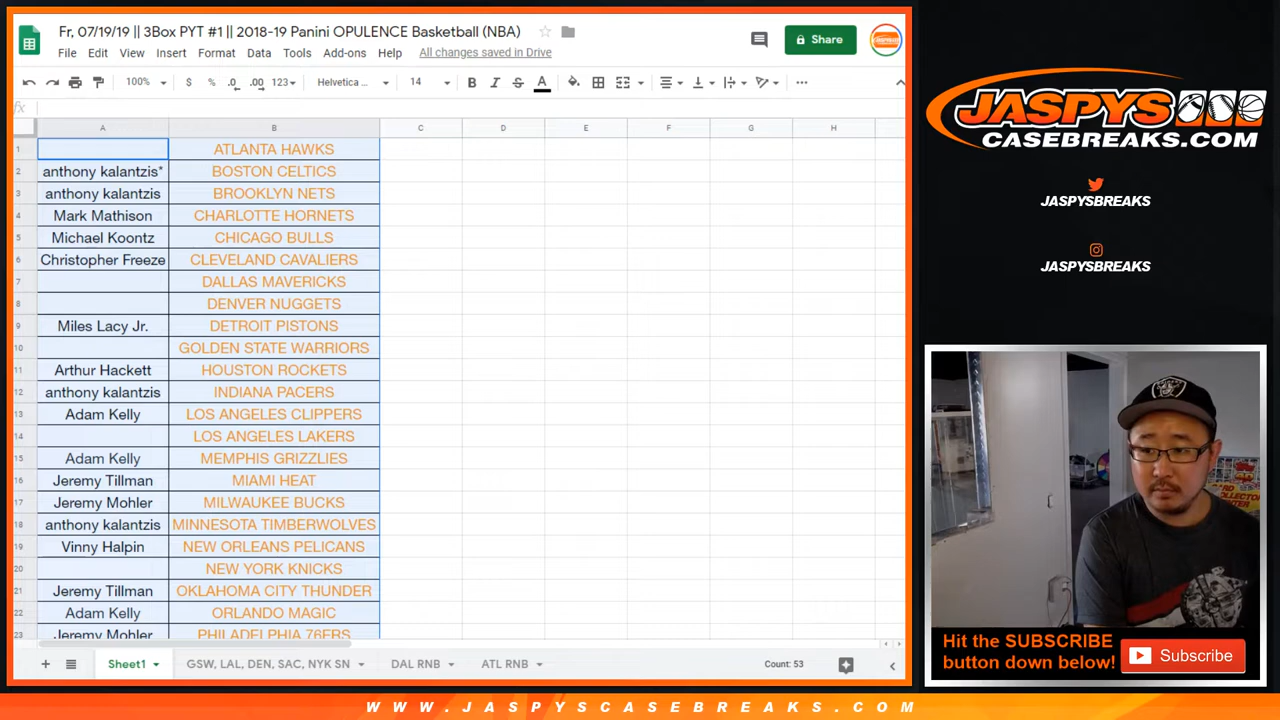 Fr, 07/19/19 || 3Box PYT #1 || 2018-19 Panini OPULENCE Basketball (NBA)
File Edit View Insert Format Data Tools Add-ons Help All changes saved in Drive
Share
100% $ % .0 .00 123 Helvetica ... 14 B I S A
fx
A B C D E F G H
1 ATLANTA HAWKS
2 anthony kalantzis* BOSTON CELTICS
3 anthony kalantzis BROOKLYN NETS
4 Mark Mathison CHARLOTTE HORNETS
5 Michael Koontz CHICAGO BULLS
6 Christopher Freeze CLEVELAND CAVALIERS
7 DALLAS MAVERICKS
8 DENVER NUGGETS
9 Miles Lacy Jr. DETROIT PISTONS
10 GOLDEN STATE WARRIORS
11 Arthur Hackett HOUSTON ROCKETS
12 anthony kalantzis INDIANA PACERS
13 Adam Kelly LOS ANGELES CLIPPERS
14 LOS ANGELES LAKERS
15 Adam Kelly MEMPHIS GRIZZLIES
16 Jeremy Tillman MIAMI HEAT
17 Jeremy Mohler MILWAUKEE BUCKS
18 anthony kalantzis MINNESOTA TIMBERWOLVES
19 Vinny Halpin NEW ORLEANS PELICANS
20 NEW YORK KNICKS
21 Jeremy Tillman OKLAHOMA CITY THUNDER
22 Adam Kelly ORLANDO MAGIC
23 Jeremy Mohler PHILADELPHIA 76ERS
Sheet1 GSW, LAL, DEN, SAC, NYK SN DAL RNB ATL RNB Count: 53
JASPYS
CASEBREAKS.COM
JASPYSBREAKS
JASPYSBREAKS
Hit the SUBSCRIBE
button down below!
Subscribe
WWW.JASPYSCASEBREAKS.COM